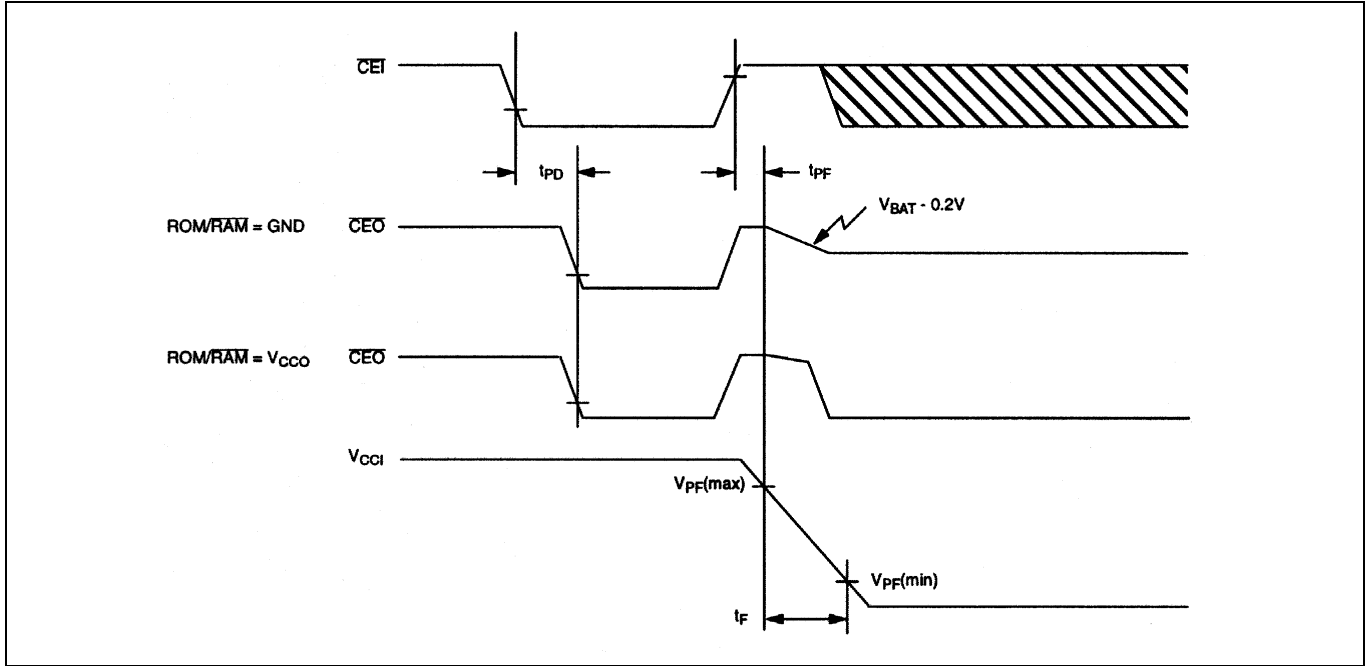 CEI
tPD
tPF
VBAT - 0.2V
ROM/RAM = GND CEO
ROM/RAM = VCCO CEO
VCCI
VPF(max)
VPF(min)
tF